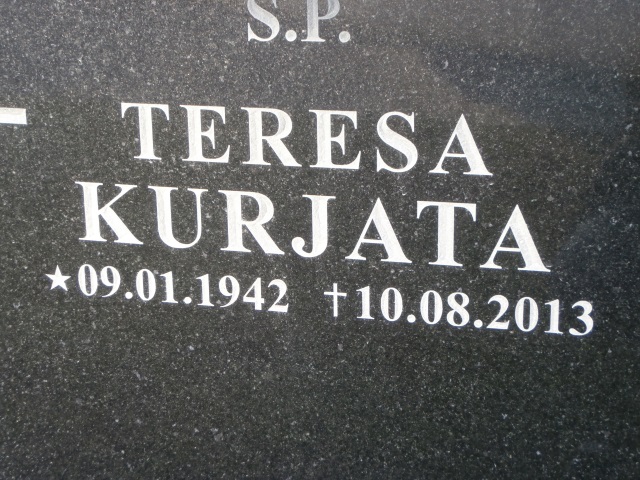 S.P.
TERESA
KURJATA
★09.01.1942 †10.08.2013